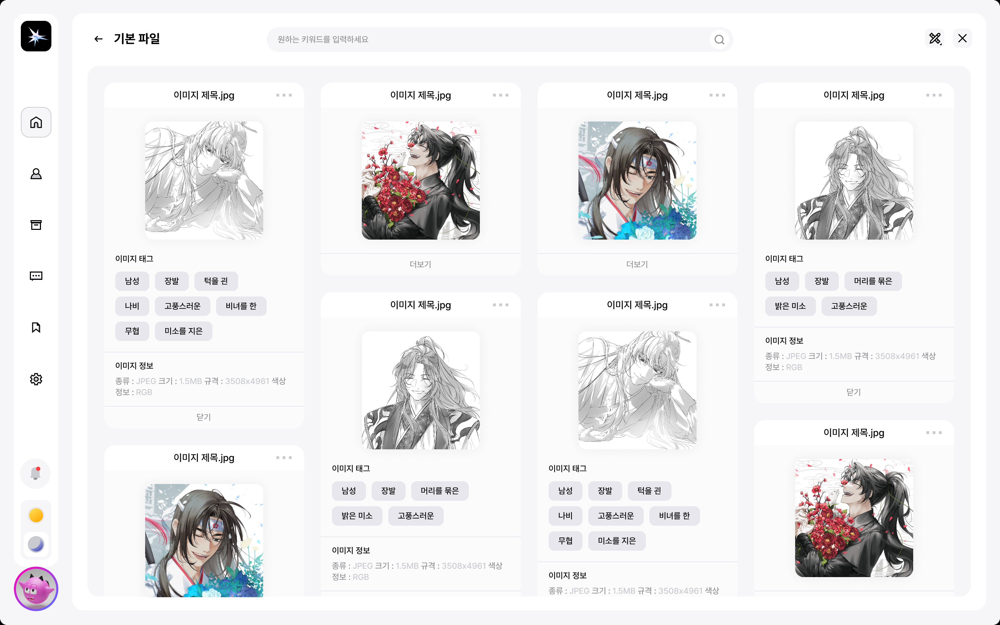 기본 파일
원하는 키워드를 입력하세요
이미지 제목.jpg
이미지 태그
남성 장발 턱을 괸
나비 고풍스러운 비녀를 한
무협 미소를 지은
이미지 정보
종류 : JPEG 크기 : 1.5MB 규격 : 3508x4961 색상
정보 : RGB
닫기
이미지 제목.jpg
이미지 제목.jpg
더보기
이미지 제목.jpg
이미지 태그
남성 장발 머리를 묶은
밝은 미소 고풍스러운
이미지 정보
종류 : JPEG 크기 : 1.5MB 규격 : 3508x4961 색상
정보 : RGB
이미지 제목.jpg
더보기
이미지 제목.jpg
이미지 태그
남성 장발 턱을 괸
나비 고풍스러운 비녀를 한
무협 미소를 지은
이미지 정보
종류 : JPEG 크기 : 1.5MB 규격 : 3508x4961 색상
이미지 제목.jpg
이미지 태그
남성 장발 머리를 묶은
밝은 미소 고풍스러운
이미지 정보
종류 : JPEG 크기 : 1.5MB 규격 : 3508x4961 색상
정보 : RGB
닫기
이미지 제목.jpg